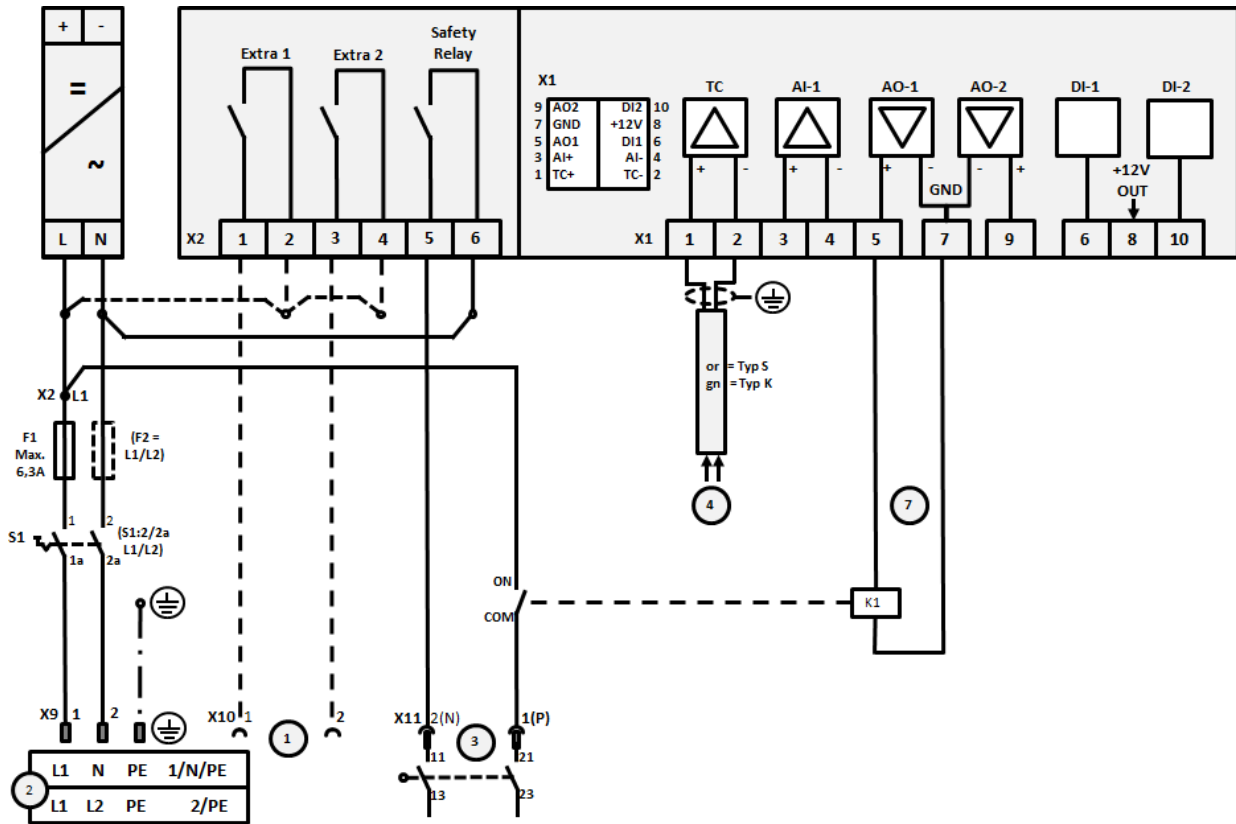 + -
=
~
L N
Extra 1 Extra 2 Safety
Relay
X2 1 2 3 4 5 6
X1
9 AO2 DI2 10
7 GND +12V 8
5 AO1 DI1 6
3 AI+ AI- 4
1 TC+ TC- 2
TC AI-1 AO-1 AO-2 DI-1 DI-2
+ - + - + - - +
GND
+12V
OUT
X1 1 2 3 4 5 7 9 6 8 10
X2 L1
F1
Max.
6,3A
(F2 =
L1/L2)
or = Typ S
gn = Typ K
4
7
S1
1 2
1a 2a
(S1:2/2a
L1/L2)
ON
COM
K1
X9 1 2
X10 1 2
1
X11 2(N) 1(P)
3
11 21
13 23
2
L1 N PE 1/N/PE
L1 L2 PE 2/PE